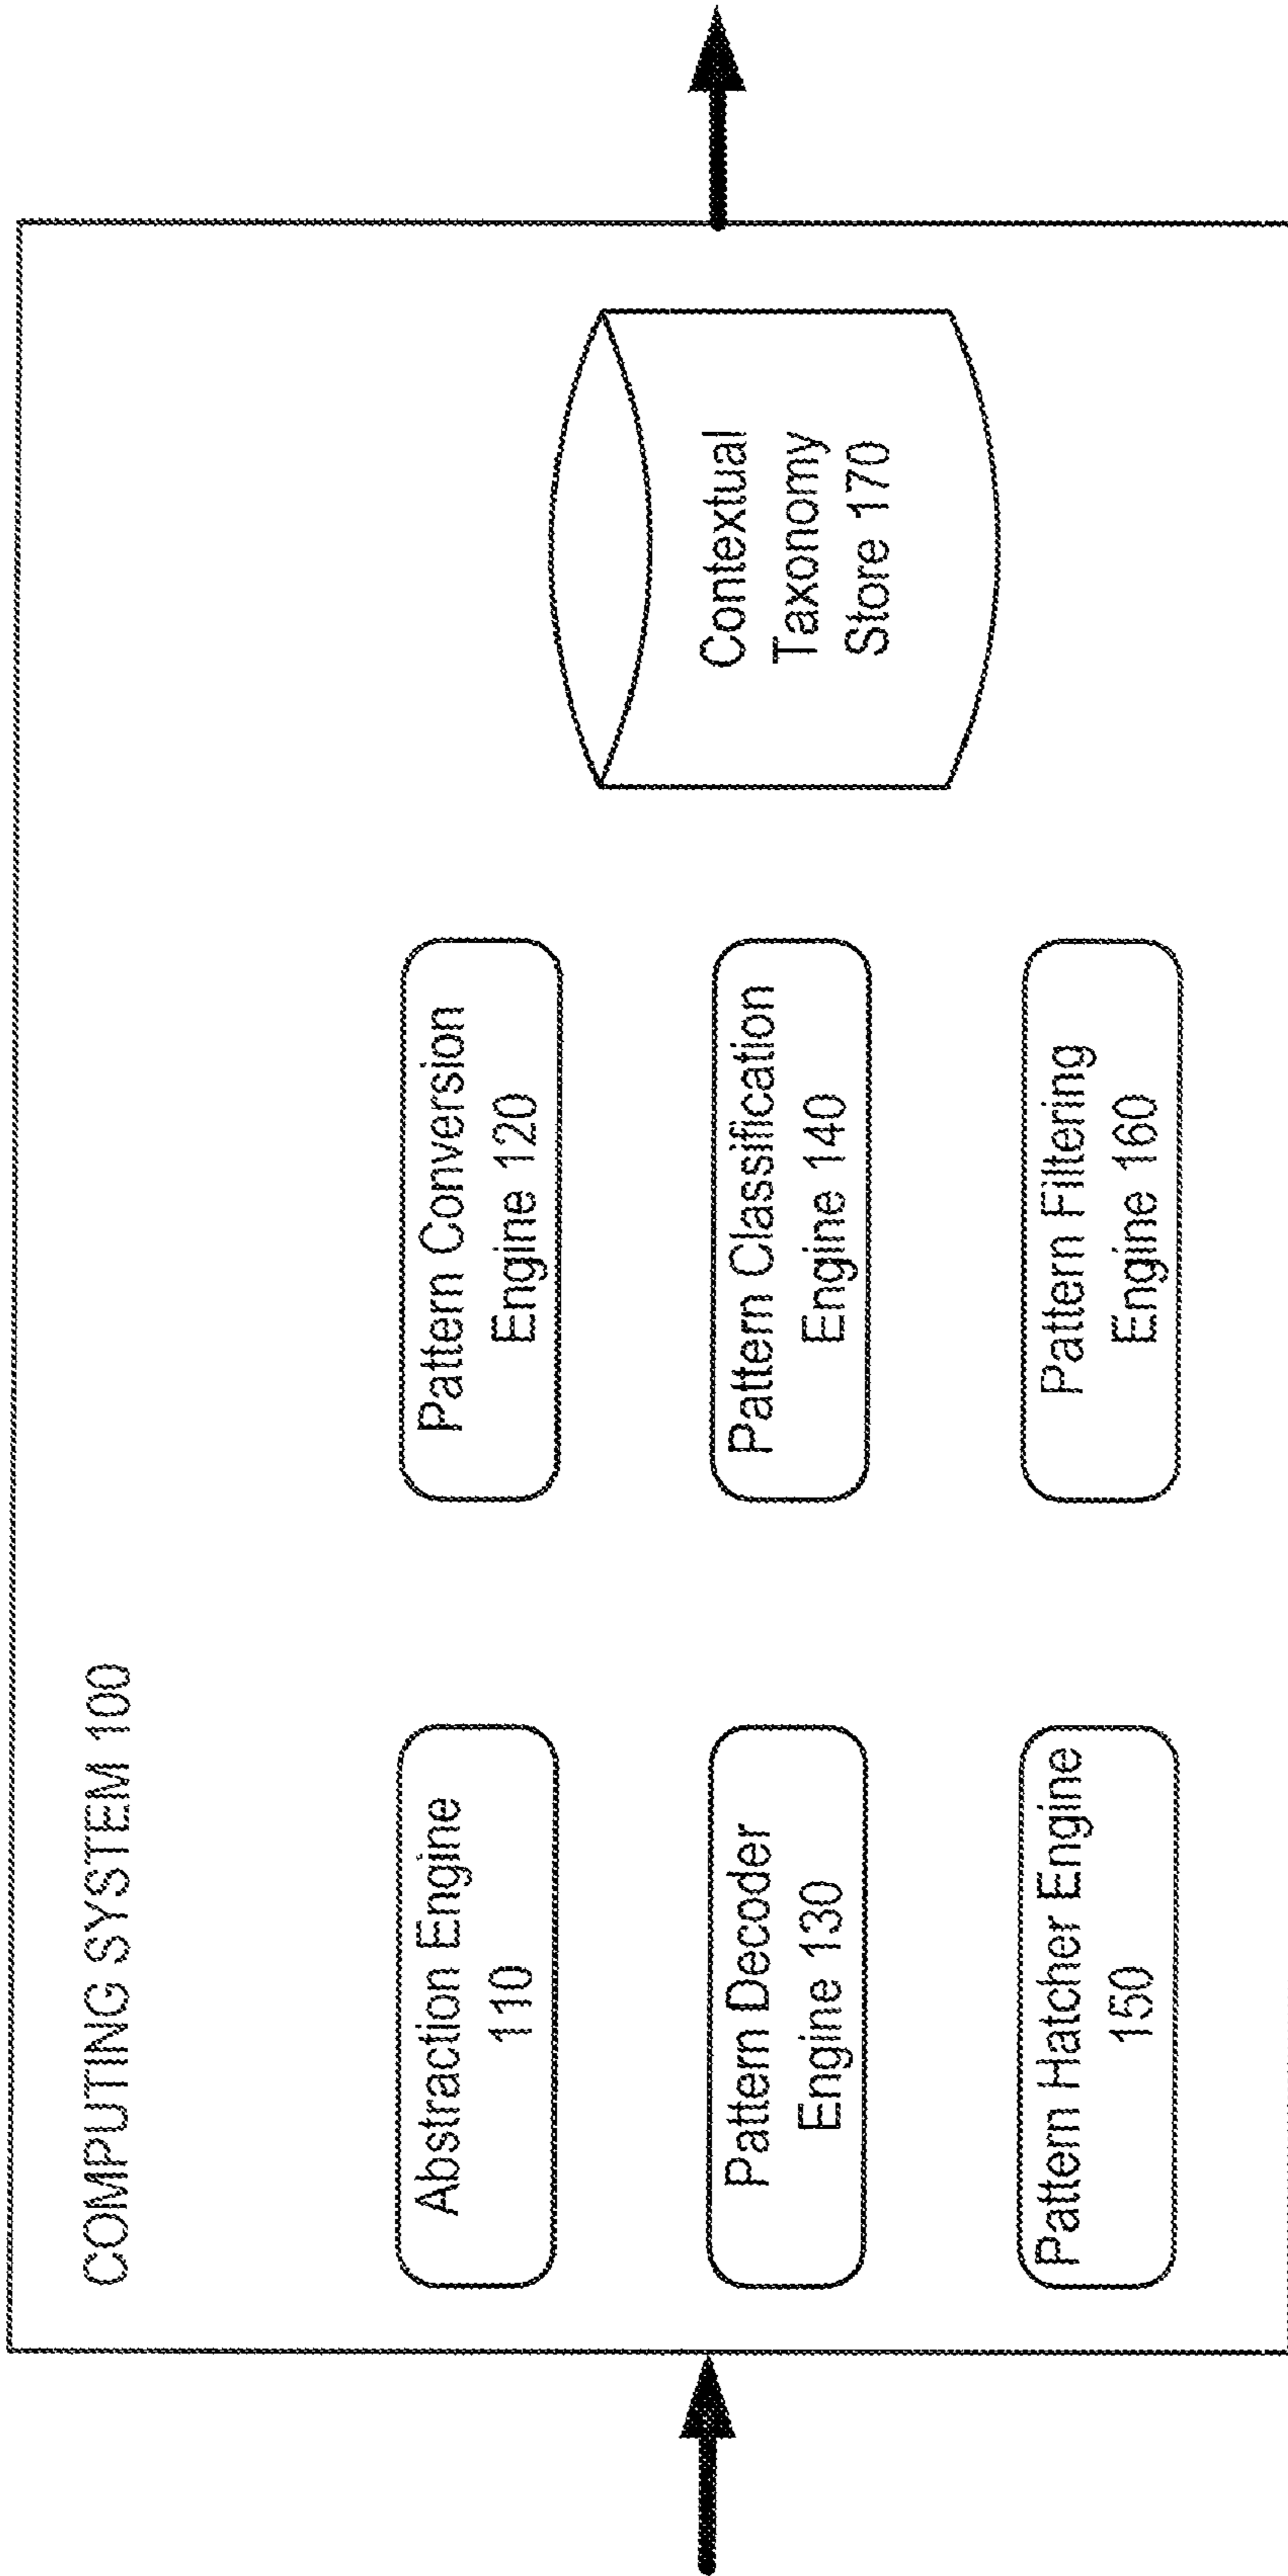 COMPUTING SYSTEM 100
Abstraction Engine
110
Pattern Conversion
Engine 120
Pattern Decoder
Engine 130
Pattern Classification
Engine 140
Pattern Hatcher Engine
150
Pattern Filtering
Engine 160
Contextual
Taxonomy
Store 170